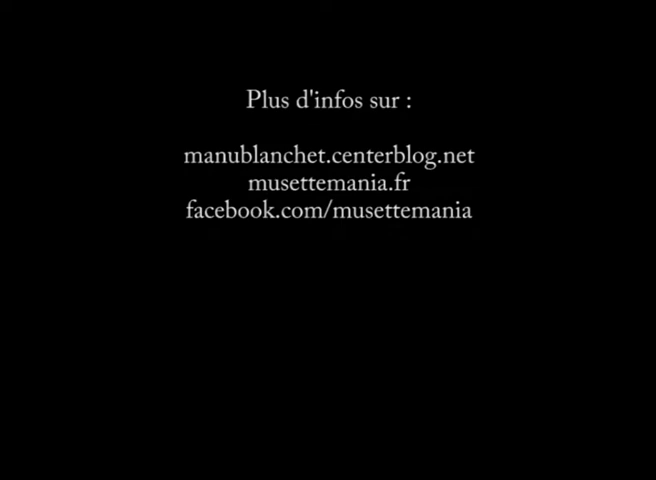 Plus d'infos sur :
manublanchet.centerblog.net
musettemania.fr
facebook.com/musettemania